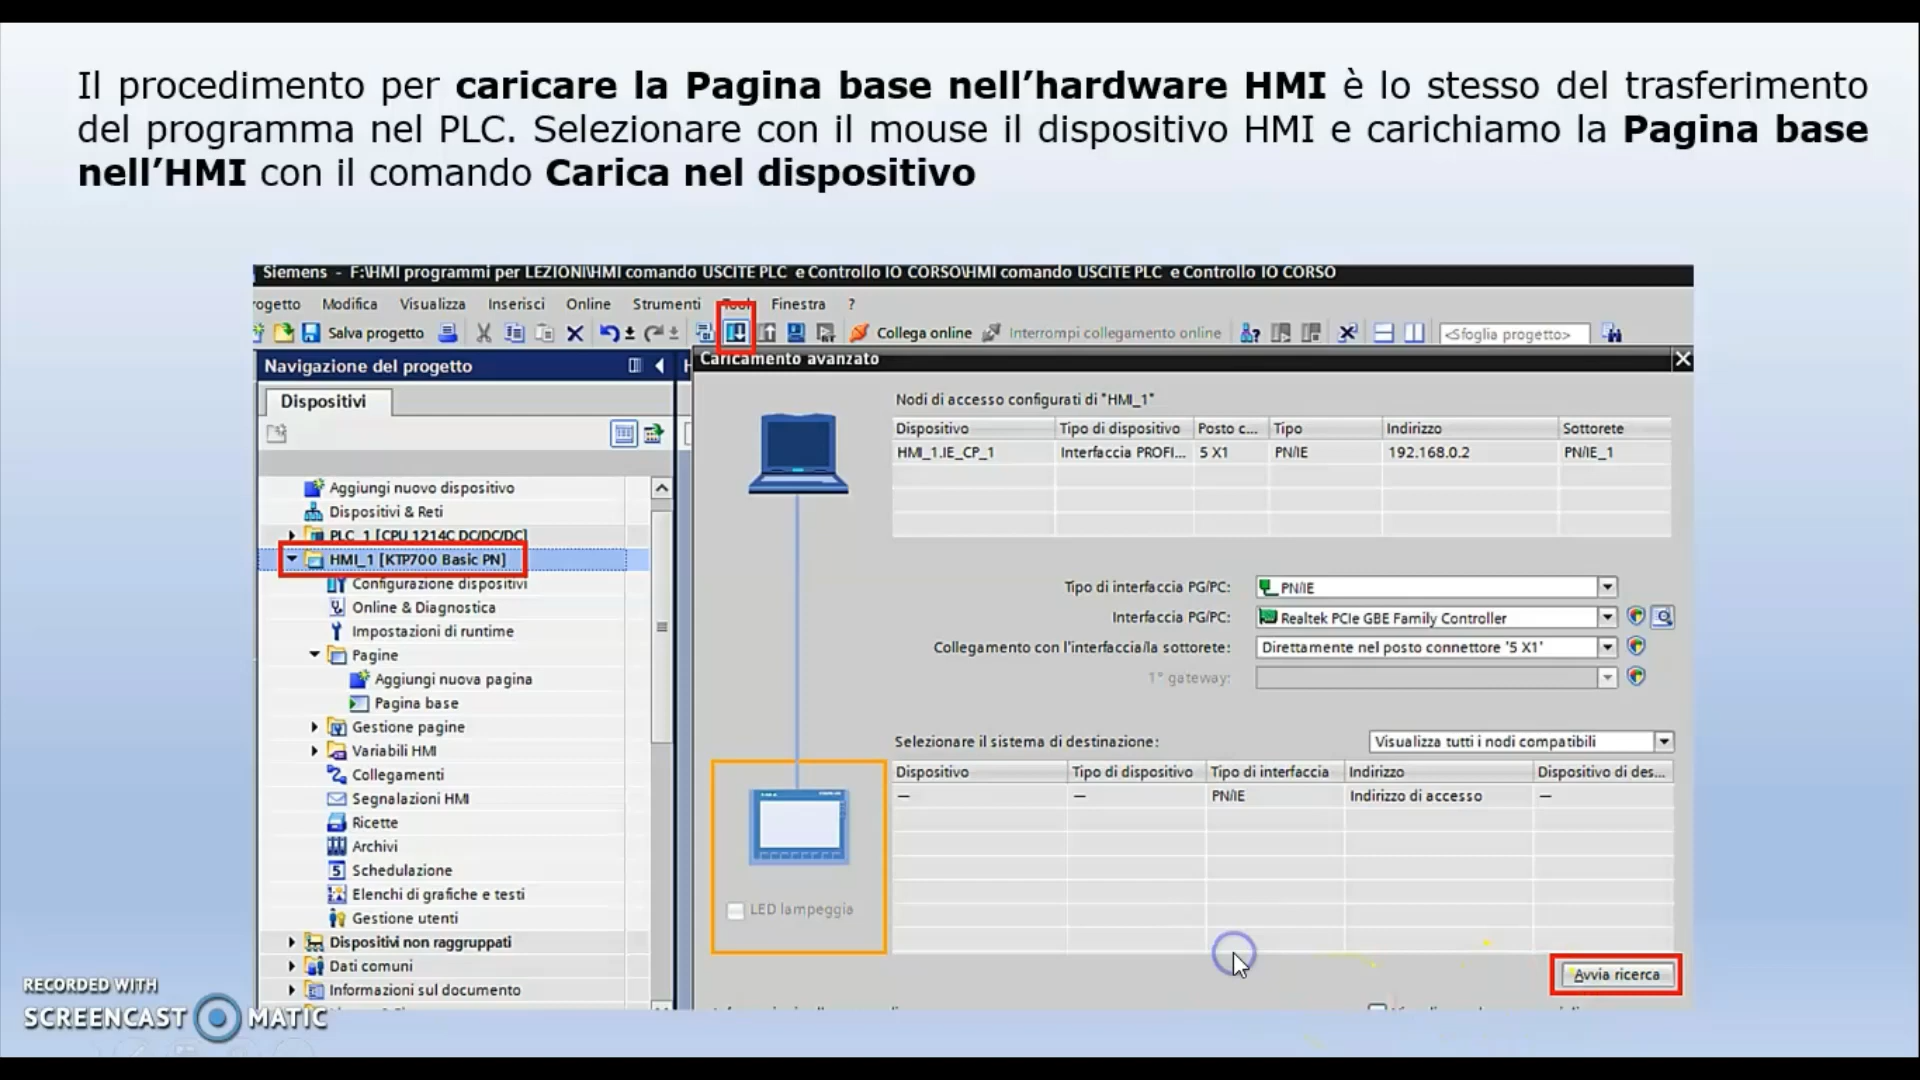 Il procedimento per caricare la Pagina base nell'hardware HMI è lo stesso del trasferimento
del programma nel PLC. Selezionare con il mouse il dispositivo HMI e carichiamo la Pagina base
nell'HMI con il comando Carica nel dispositivo
Siemens - F:\HMI programmi per LEZIONI\HMI comando USCITE PLC e Controllo IO CORSO\HMI comando USCITE PLC e Controllo IO CORSO
rogetto Modifica Visualizza Inserisci Online Strumenti Tool Finestra ?
Salva progetto Collega online Interrompi collegamento online <Sfoglia progetto>
Navigazione del progetto
Dispositivi
Aggiungi nuovo dispositivo
Dispositivi & Reti
PLC_1 [CPU 1214C DC/DC/DC]
HMI_1 [KTP700 Basic PN]
Configurazione dispositivi
Online & Diagnostica
Impostazioni di runtime
Pagine
Aggiungi nuova pagina
Pagina base
Gestione pagine
Variabili HMI
Collegamenti
Segnalazioni HMI
Ricette
Archivi
Schedulazione
Elenchi di grafiche e testi
Gestione utenti
Dispositivi non raggruppati
Dati comuni
Informazioni sul documento
Caricamento avanzato
Nodi di accesso configurati di "HMI_1"
Dispositivo Tipo di dispositivo Posto c... Tipo Indirizzo Sottorete
HMI_1.IE_CP_1 Interfaccia PROFI... 5 X1 PN/IE 192.168.0.2 PN/IE_1
Tipo di interfaccia PG/PC: PN/IE
Interfaccia PG/PC: Realtek PCIe GBE Family Controller
Collegamento con l'interfaccia/la sottorete: Direttamente nel posto connettore '5 X1'
1° gateway:
Selezionare il sistema di destinazione: Visualizza tutti i nodi compatibili
Dispositivo Tipo di dispositivo Tipo di interfaccia Indirizzo Dispositivo di des...
— — PN/IE Indirizzo di accesso —
LED lampeggia
Avvia ricerca
RECORDED WITH
SCREENCAST MATIC